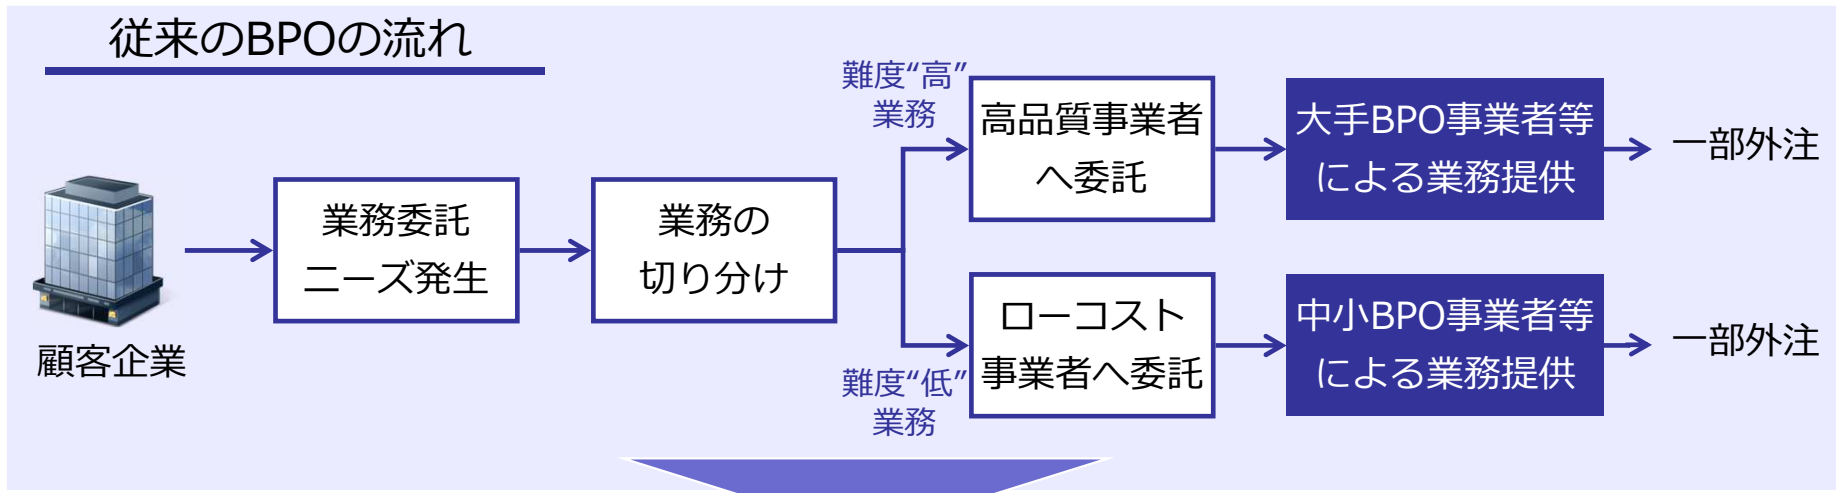 従来のBPOの流れ
顧客企業
業務委託
ニーズ発生
業務の
切り分け
難度“高”
業務
高品質事業者
へ委託
大手BPO事業者等
による業務提供
一部外注
難度“低”
業務
ローコスト
事業者へ委託
中小BPO事業者等
による業務提供
一部外注